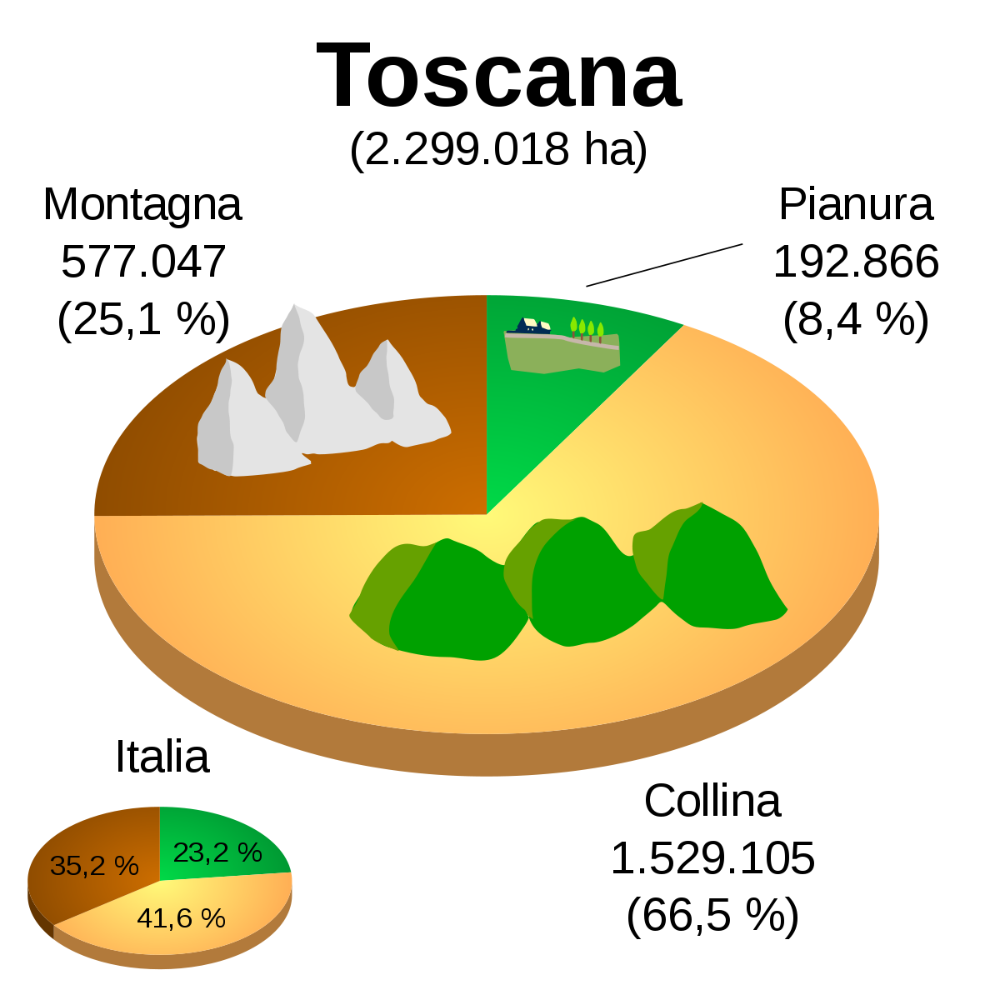 Toscana
(2.299.018 ha)
Montagna
577.047
(25,1 %)
Pianura
192.866
(8,4 %)
Italia
35,2 %
23,2 %
41,6 %
Collina
1.529.105
(66,5 %)